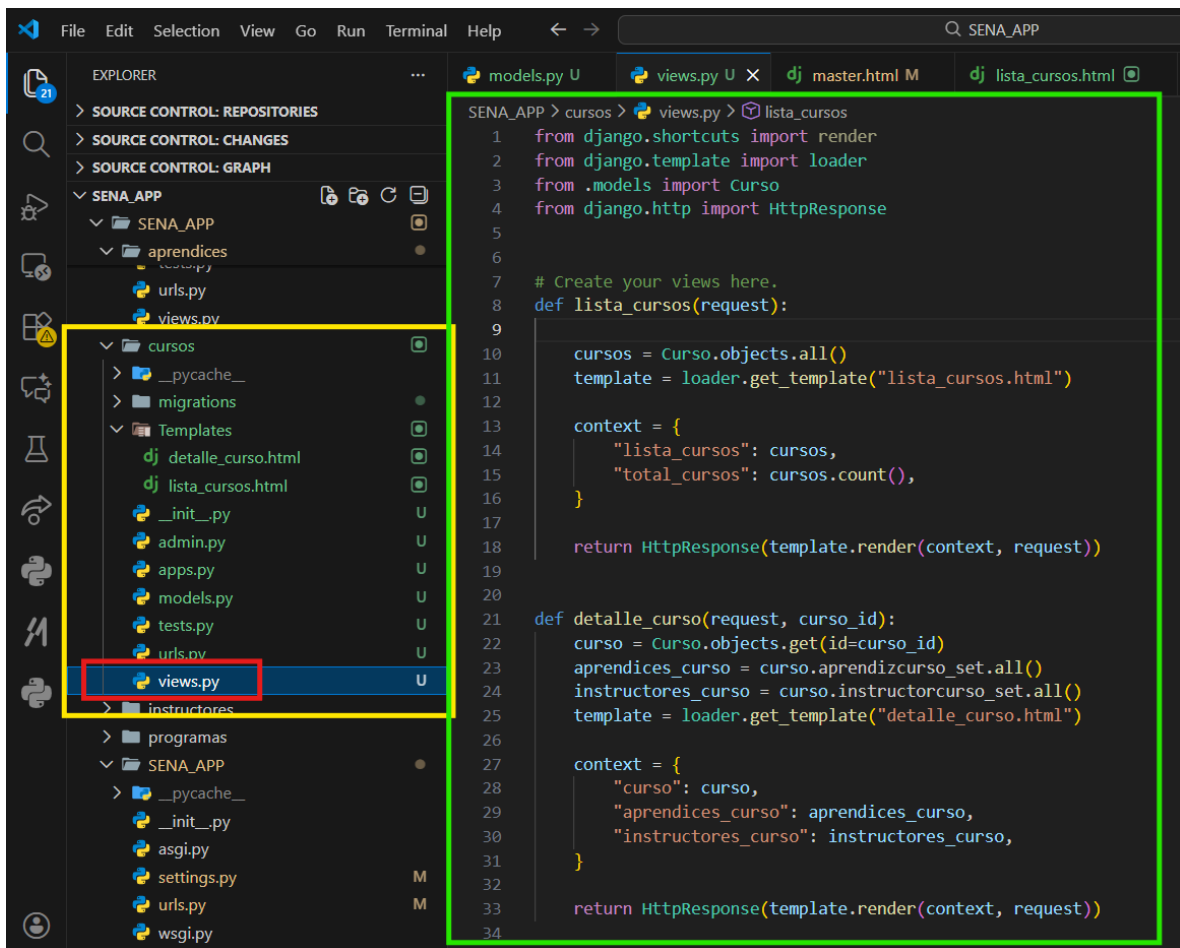 File Edit Selection View Go Run Terminal Help
SENA_APP
21
EXPLORER
SOURCE CONTROL: REPOSITORIES
SOURCE CONTROL: CHANGES
SOURCE CONTROL: GRAPH
SENA_APP
SENA_APP
aprendices
tests.py
urls.py
views.py
cursos
__pycache__
migrations
Templates
detalle_curso.html
lista_cursos.html
__init__.py U
admin.py U
apps.py U
models.py U
tests.py U
urls.py U
views.py U
instructores
programas
SENA_APP
__pycache__
__init__.py
asgi.py
settings.py M
urls.py M
wsgi.py
models.py U views.py U dj master.html M dj lista_cursos.html
SENA_APP > cursos > views.py > lista_cursos
1 from django.shortcuts import render
2 from django.template import loader
3 from .models import Curso
4 from django.http import HttpResponse
5
6
7 # Create your views here.
8 def lista_cursos(request):
9
10 cursos = Curso.objects.all()
11 template = loader.get_template("lista_cursos.html")
12
13 context = {
14 "lista_cursos": cursos,
15 "total_cursos": cursos.count(),
16 }
17
18 return HttpResponse(template.render(context, request))
19
20
21 def detalle_curso(request, curso_id):
22 curso = Curso.objects.get(id=curso_id)
23 aprendices_curso = curso.aprendizcurso_set.all()
24 instructores_curso = curso.instructorcurso_set.all()
25 template = loader.get_template("detalle_curso.html")
26
27 context = {
28 "curso": curso,
29 "aprendices_curso": aprendices_curso,
30 "instructores_curso": instructores_curso,
31 }
32
33 return HttpResponse(template.render(context, request))
34